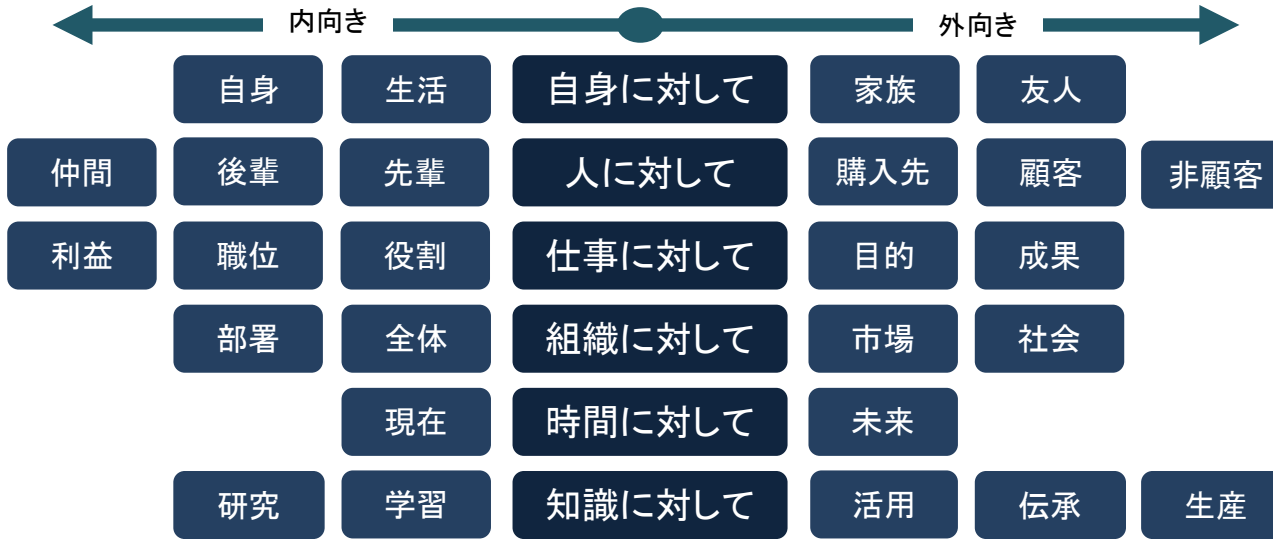 内向き 外向き
自身 生活 自身に対して 家族 友人
仲間 後輩 先輩 人に対して 購入先 顧客 非顧客
利益 職位 役割 仕事に対して 目的 成果
部署 全体 組織に対して 市場 社会
現在 時間に対して 未来
研究 学習 知識に対して 活用 伝承 生産